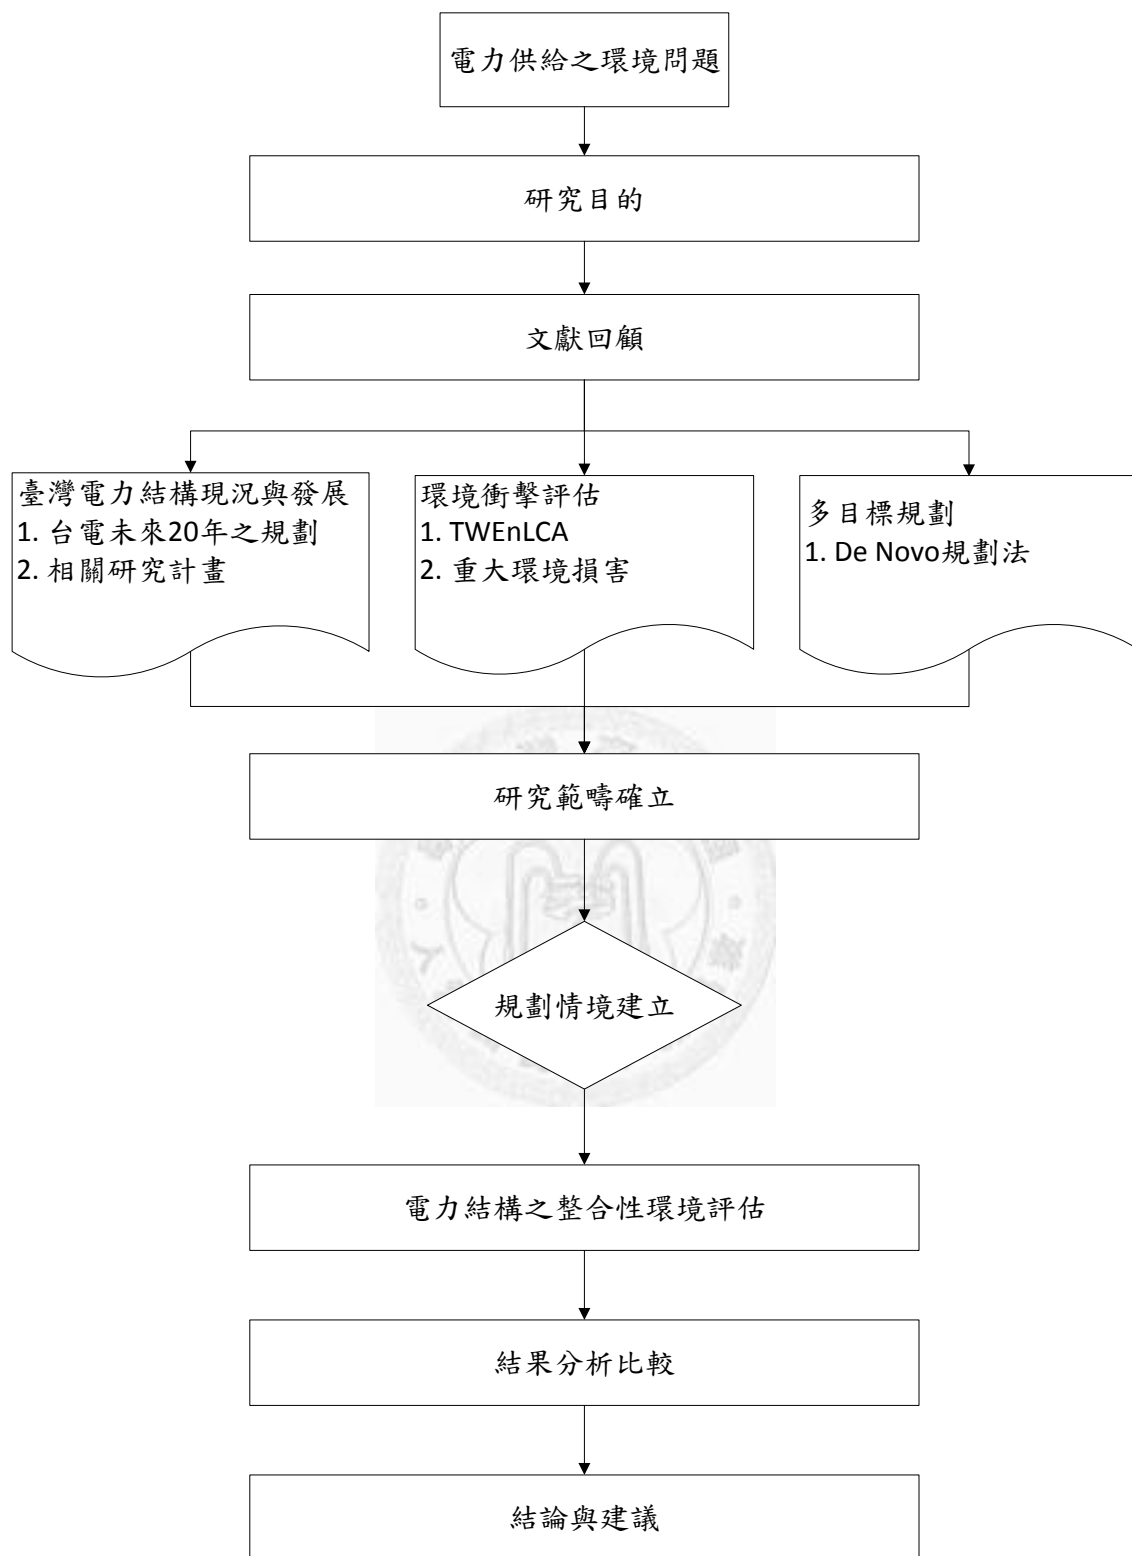 電力供給之環境問題
研究目的
文獻回顧
臺灣電力結構現況與發展
1. 台電未來20年之規劃
2. 相關研究計畫
環境衝擊評估
1. TWEnLCA
2. 重大環境損害
多目標規劃
1. De Novo規劃法
研究範疇確立
規劃情境建立
電力結構之整合性環境評估
結果分析比較
結論與建議